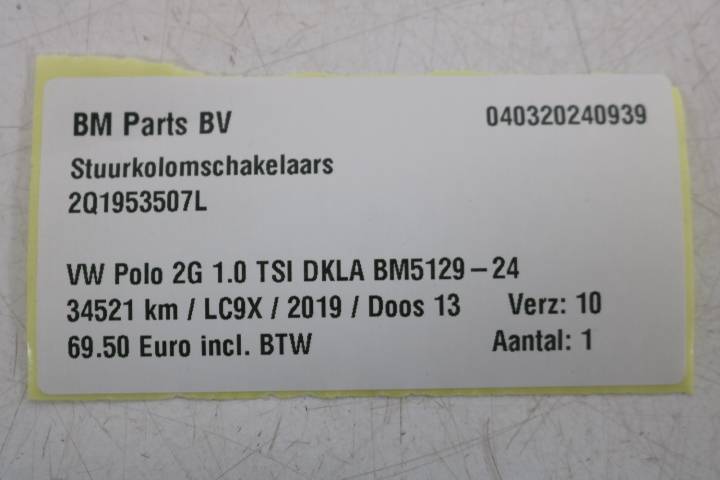 BM Parts BV 040320240939
Stuurkolomschakelaars
2Q1953507L
VW Polo 2G 1.0 TSI DKLA BM5129-24
34521 km / LC9X / 2019 / Doos 13 Verz: 10
69.50 Euro incl. BTW Aantal: 1